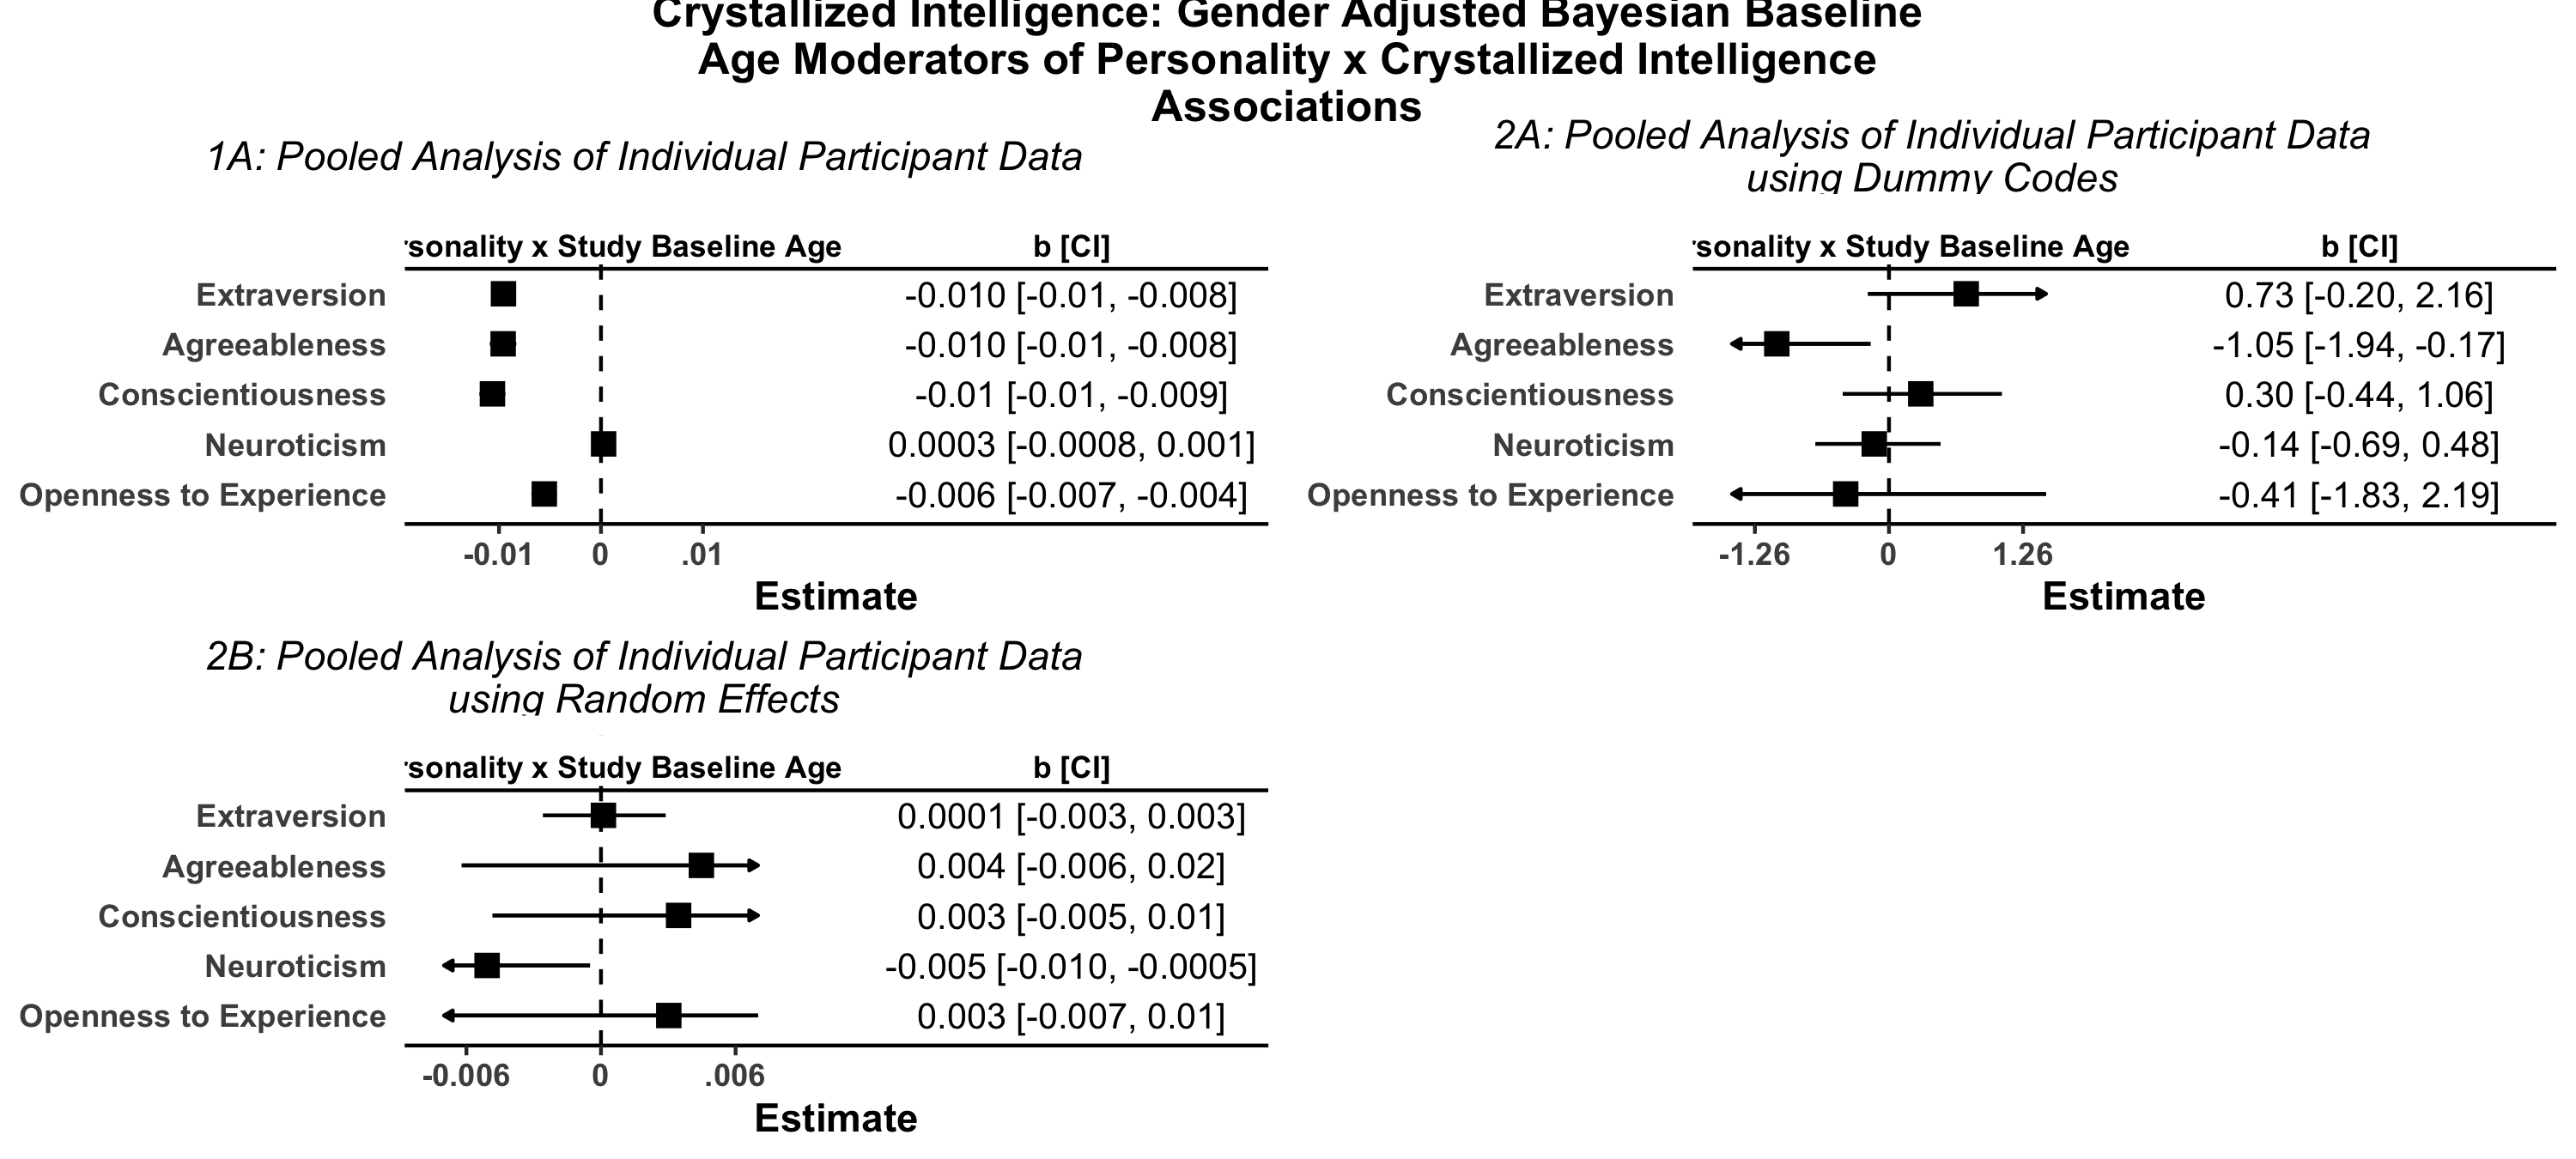 Crystallized Intelligence: Gender Adjusted Bayesian Baseline
Age Moderators of Personality x Crystallized Intelligence
Associations
1A: Pooled Analysis of Individual Participant Data
rsonality x Study Baseline Age b [CI]
Extraversion -0.010 [-0.01, -0.008]
Agreeableness -0.010 [-0.01, -0.008]
Conscientiousness -0.01 [-0.01, -0.009]
Neuroticism 0.0003 [-0.0008, 0.001]
Openness to Experience -0.006 [-0.007, -0.004]
-0.01 0 .01
Estimate
2A: Pooled Analysis of Individual Participant Data
using Dummy Codes
rsonality x Study Baseline Age b [CI]
Extraversion 0.73 [-0.20, 2.16]
Agreeableness -1.05 [-1.94, -0.17]
Conscientiousness 0.30 [-0.44, 1.06]
Neuroticism -0.14 [-0.69, 0.48]
Openness to Experience -0.41 [-1.83, 2.19]
-1.26 0 1.26
Estimate
2B: Pooled Analysis of Individual Participant Data
using Random Effects
rsonality x Study Baseline Age b [CI]
Extraversion 0.0001 [-0.003, 0.003]
Agreeableness 0.004 [-0.006, 0.02]
Conscientiousness 0.003 [-0.005, 0.01]
Neuroticism -0.005 [-0.010, -0.0005]
Openness to Experience 0.003 [-0.007, 0.01]
-0.006 0 .006
Estimate